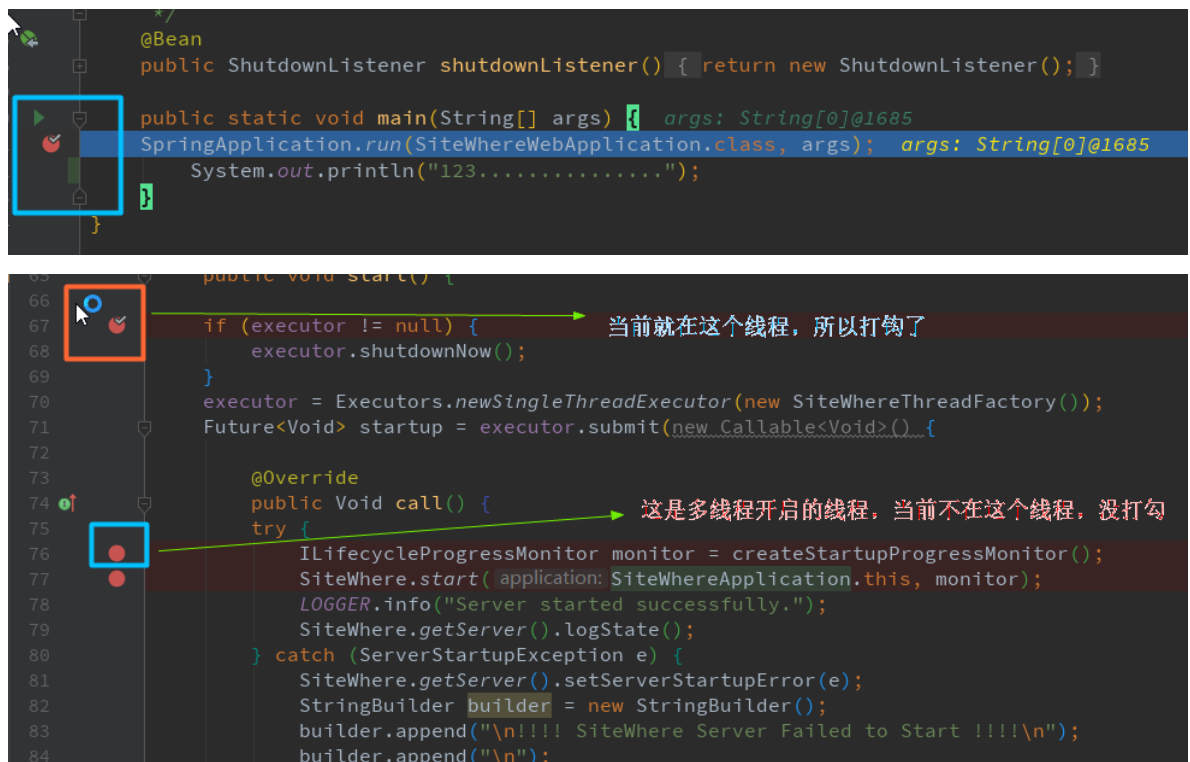 */
@Bean
public ShutdownListener shutdownListener() { return new ShutdownListener(); }
public static void main(String[] args) { args: String[0]@1685
SpringApplication.run(SiteWhereWebApplication.class, args); args: String[0]@1685
System.out.println("123...............");
}
}
65 public void start() {
66
67 if (executor != null) { 当前就在这个线程，所以打钩了
68 executor.shutdownNow();
69 }
70 executor = Executors.newSingleThreadExecutor(new SiteWhereThreadFactory());
71 Future<Void> startup = executor.submit(new Callable<Void>() {
72
73 @Override
74 public Void call() { 这是多线程开启的线程，当前不在这个线程，没打勾
75 try {
76 ILifecycleProgressMonitor monitor = createStartupProgressMonitor();
77 SiteWhere.start( application: SiteWhereApplication.this, monitor);
78 LOGGER.info("Server started successfully.");
79 SiteWhere.getServer().logState();
80 } catch (ServerStartupException e) {
81 SiteWhere.getServer().setServerStartupError(e);
82 StringBuilder builder = new StringBuilder();
83 builder.append("\n!!!! SiteWhere Server Failed to Start !!!!\n");
84 builder.append("\n");